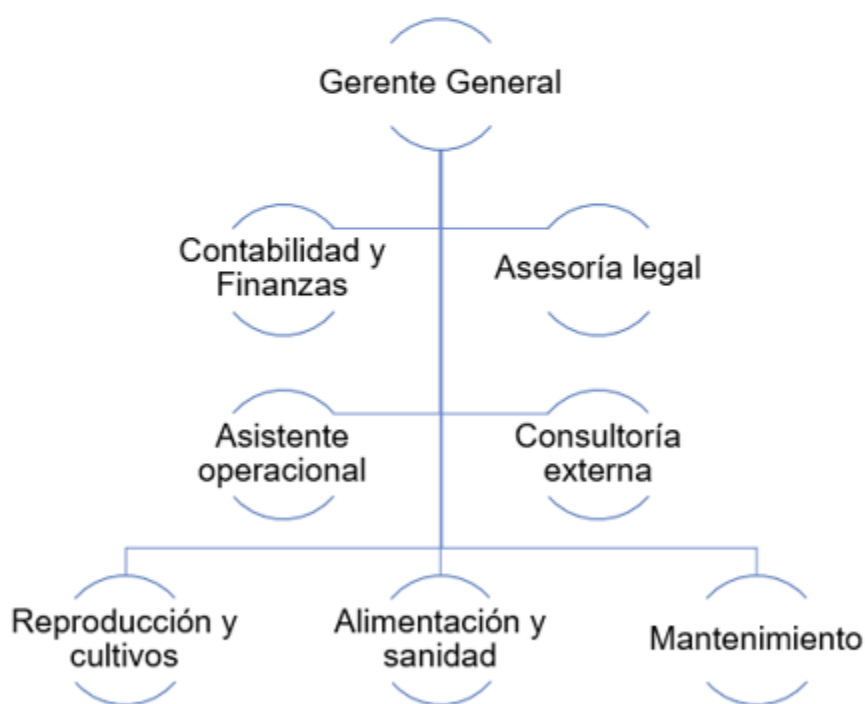 Gerente General
Contabilidad y
Finanzas
Asesoría legal
Asistente
operacional
Consultoría
externa
Reproducción y
cultivos
Alimentación y
sanidad
Mantenimiento